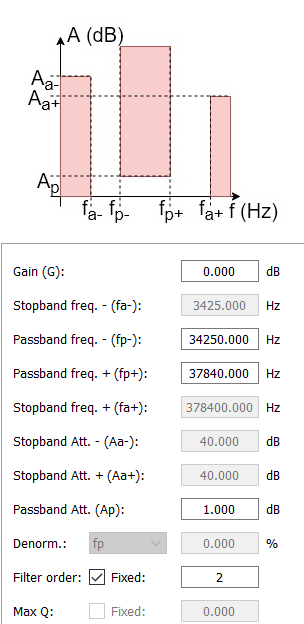 A (dB)
Aa-
Aa+
Ap
fa- fp- fp+ fa+ f (Hz)
Gain (G): 0.000 dB
Stopband freq. - (fa-): 3425.000 Hz
Passband freq. - (fp-): 34250.000 Hz
Passband freq. + (fp+): 37840.000 Hz
Stopband freq. + (fa+): 378400.000 Hz
Stopband Att. - (Aa-): 40.000 dB
Stopband Att. + (Aa+): 40.000 dB
Passband Att. (Ap): 1.000 dB
Denorm.: fp 0.000 %
Filter order: Fixed: 2
Max Q: Fixed: 0.000